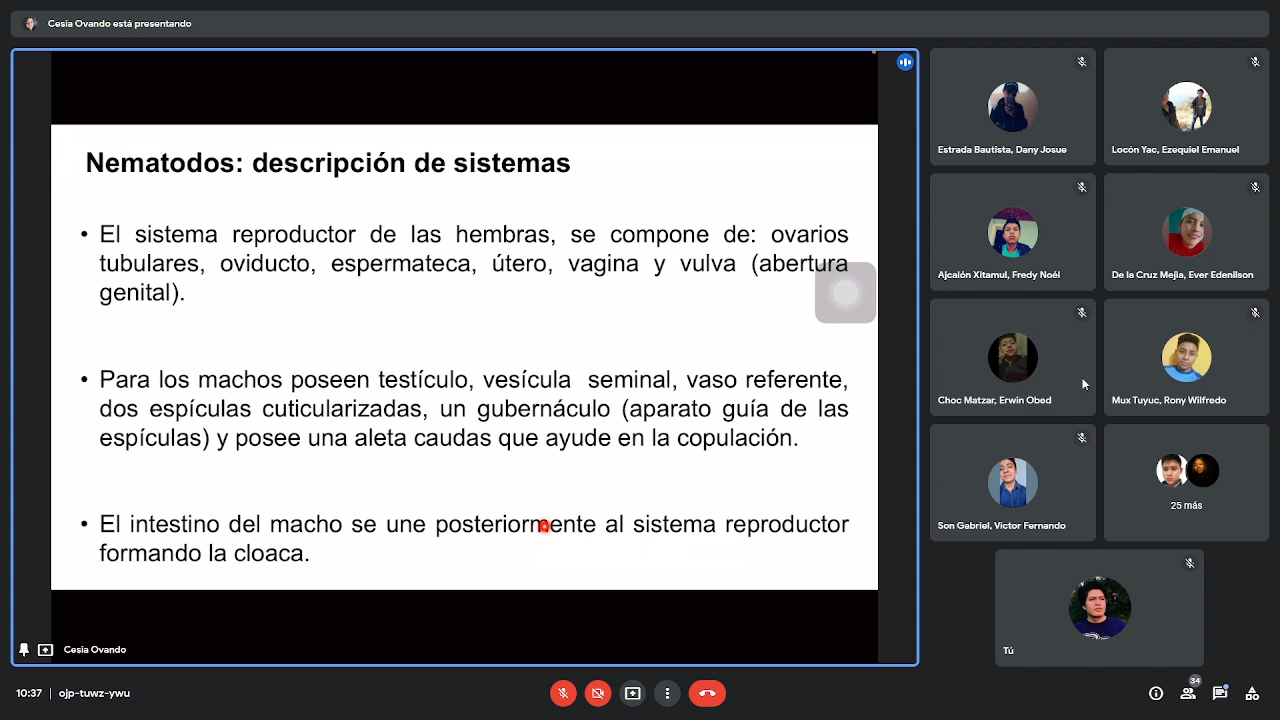 Cesia Ovando está presentando
Nematodos: descripción de sistemas
• El sistema reproductor de las hembras, se compone de: ovarios
tubulares, oviducto, espermateca, útero, vagina y vulva (abertura
genital).
• Para los machos poseen testículo, vesícula seminal, vaso referente,
dos espículas cuticularizadas, un gubernáculo (aparato guía de las
espículas) y posee una aleta caudas que ayude en la copulación.
• El intestino del macho se une posteriormente al sistema reproductor
formando la cloaca.
Cesia Ovando
Estrada Bautista, Dany Josue
Locón Yac, Ezequiel Emanuel
Ajcalón Xitamul, Fredy Noél
De la Cruz Mejia, Ever Edenilson
Choc Matzar, Erwin Obed
Mux Tuyuc, Rony Wilfredo
Son Gabriel, Victor Fernando
25 más
Tú
10:37 | ojp-tuwz-ywu
34